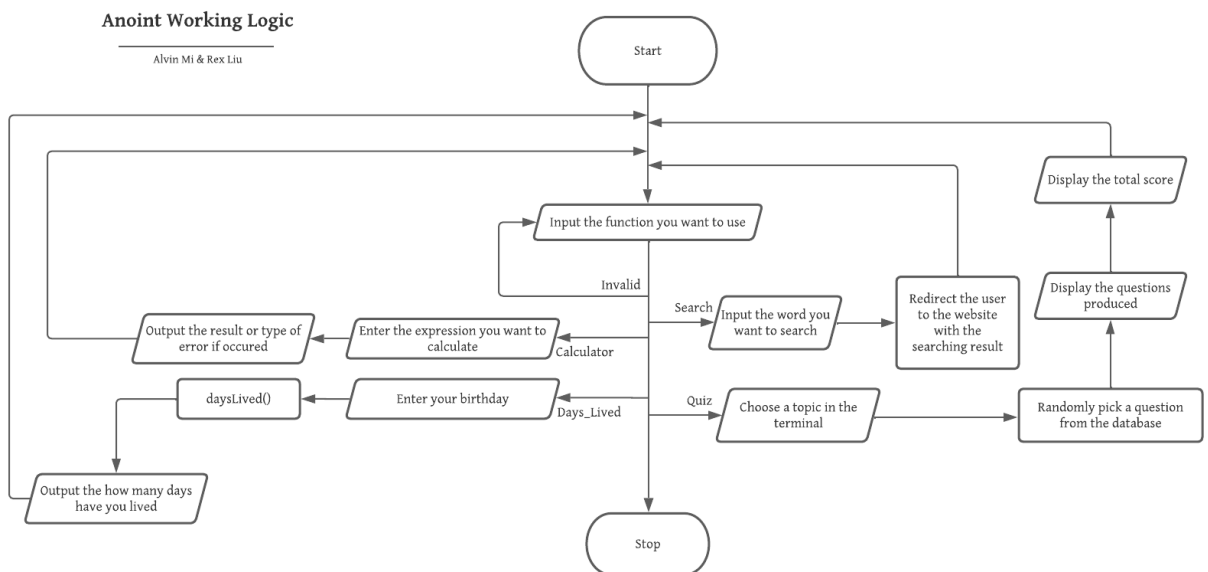 Anoint Working Logic
Alvin Mi & Rex Liu
Start
Display the total score
Input the function you want to use
Invalid
Search
Input the word you
want to search
Redirect the user
to the website
with the
searching result
Display the questions
produced
Output the result or type of
error if occured
Enter the expression you want to
calculate
Calculator
daysLived()
Enter your birthday
Days_Lived
Quiz
Choose a topic in the
terminal
Randomly pick a question
from the database
Output the how many days
have you lived
Stop